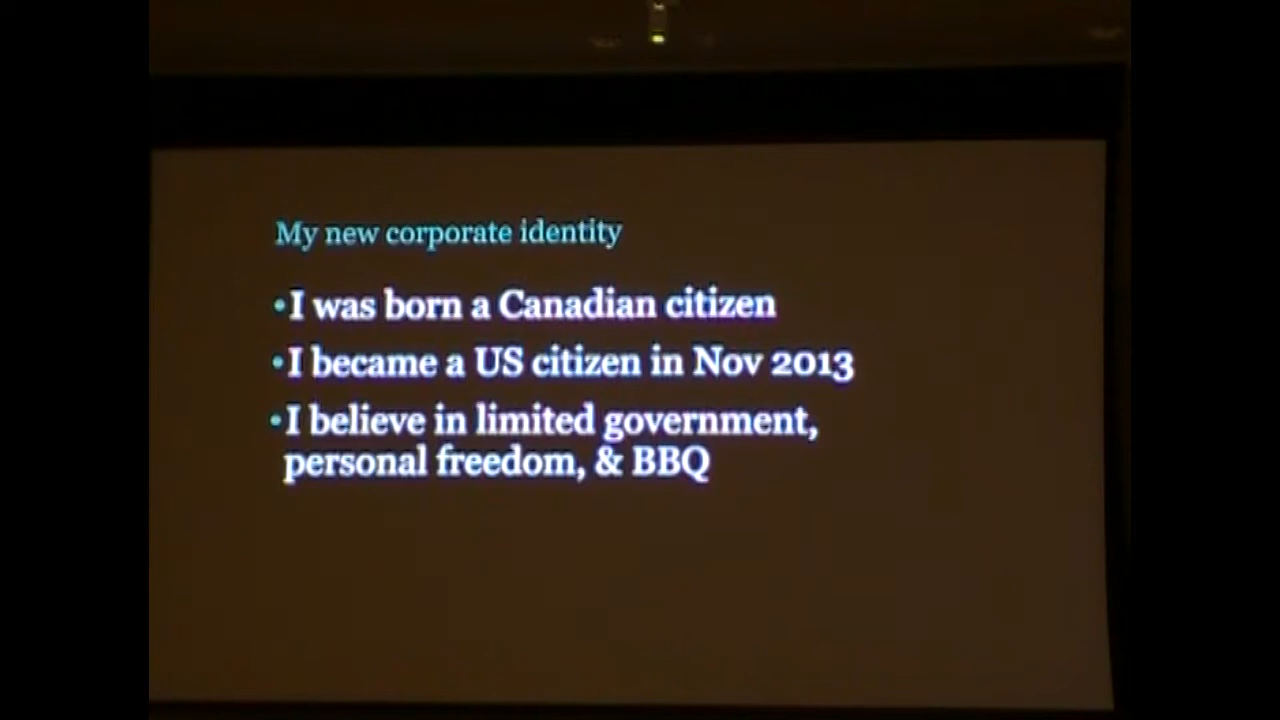 My new corporate identity
•I was born a Canadian citizen
•I became a US citizen in Nov 2013
•I believe in limited government,
personal freedom, & BBQ